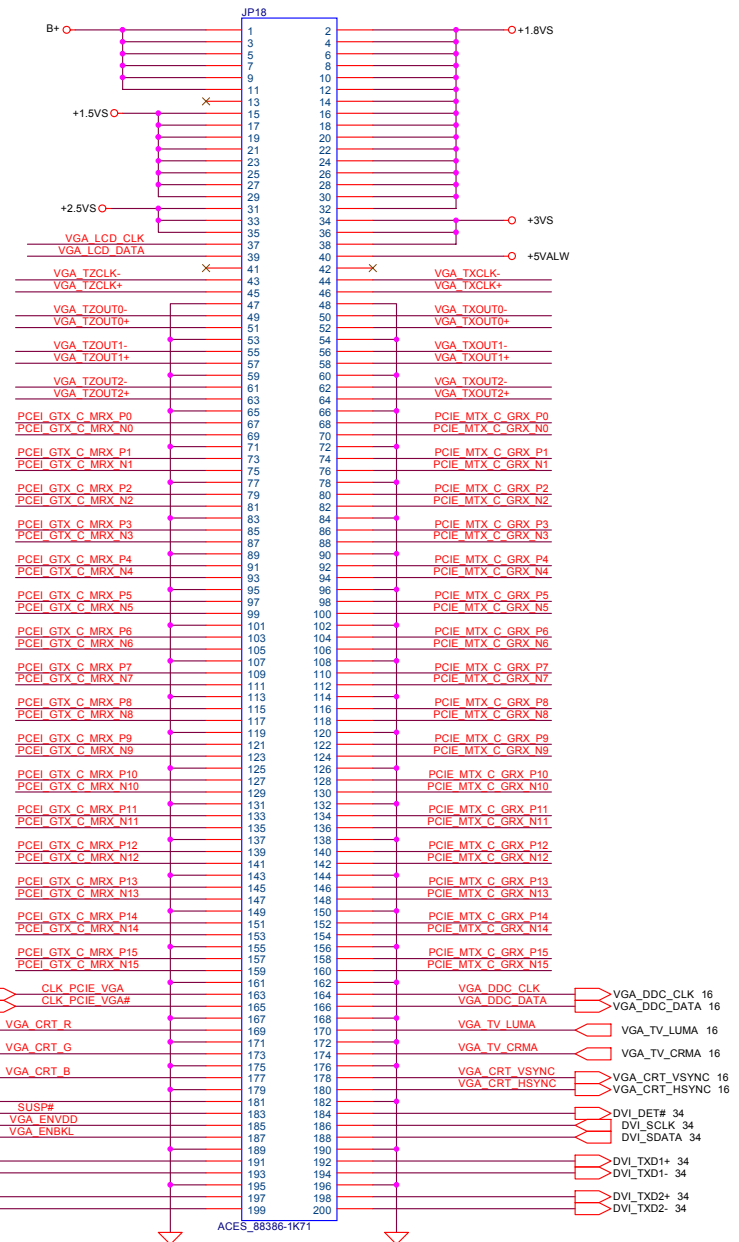 JP18
B+ 1 2 +1.8VS
3 4
5 6
7 8
9 10
11 12
13 14
+1.5VS 15 16
17 18
19 20
21 22
23 24
25 26
27 28
29 30
+2.5VS 31 32
33 34 +3VS
35 36
VGA_LCD_CLK 37 38
VGA_LCD_DATA 39 40 +5VALW
41 42
VGA_TZCLK- 43 44 VGA_TXCLK-
VGA_TZCLK+ 45 46 VGA_TXCLK+
47 48
VGA_TZOUT0- 49 50 VGA_TXOUT0-
VGA_TZOUT0+ 51 52 VGA_TXOUT0+
53 54
VGA_TZOUT1- 55 56 VGA_TXOUT1-
VGA_TZOUT1+ 57 58 VGA_TXOUT1+
59 60
VGA_TZOUT2- 61 62 VGA_TXOUT2-
VGA_TZOUT2+ 63 64 VGA_TXOUT2+
65 66
PCEI_GTX_C_MRX_P0 67 68 PCIE_MTX_C_GRX_P0
PCEI_GTX_C_MRX_N0 69 70 PCIE_MTX_C_GRX_N0
71 72
PCEI_GTX_C_MRX_P1 73 74 PCIE_MTX_C_GRX_P1
PCEI_GTX_C_MRX_N1 75 76 PCIE_MTX_C_GRX_N1
77 78
PCEI_GTX_C_MRX_P2 79 80 PCIE_MTX_C_GRX_P2
PCEI_GTX_C_MRX_N2 81 82 PCIE_MTX_C_GRX_N2
83 84
PCEI_GTX_C_MRX_P3 85 86 PCIE_MTX_C_GRX_P3
PCEI_GTX_C_MRX_N3 87 88 PCIE_MTX_C_GRX_N3
89 90
PCEI_GTX_C_MRX_P4 91 92 PCIE_MTX_C_GRX_P4
PCEI_GTX_C_MRX_N4 93 94 PCIE_MTX_C_GRX_N4
95 96
PCEI_GTX_C_MRX_P5 97 98 PCIE_MTX_C_GRX_P5
PCEI_GTX_C_MRX_N5 99 100 PCIE_MTX_C_GRX_N5
101 102
PCEI_GTX_C_MRX_P6 103 104 PCIE_MTX_C_GRX_P6
PCEI_GTX_C_MRX_N6 105 106 PCIE_MTX_C_GRX_N6
107 108
PCEI_GTX_C_MRX_P7 109 110 PCIE_MTX_C_GRX_P7
PCEI_GTX_C_MRX_N7 111 112 PCIE_MTX_C_GRX_N7
113 114
PCEI_GTX_C_MRX_P8 115 116 PCIE_MTX_C_GRX_P8
PCEI_GTX_C_MRX_N8 117 118 PCIE_MTX_C_GRX_N8
119 120
PCEI_GTX_C_MRX_P9 121 122 PCIE_MTX_C_GRX_P9
PCEI_GTX_C_MRX_N9 123 124 PCIE_MTX_C_GRX_N9
125 126
PCEI_GTX_C_MRX_P10 127 128 PCIE_MTX_C_GRX_P10
PCEI_GTX_C_MRX_N10 129 130 PCIE_MTX_C_GRX_N10
131 132
PCEI_GTX_C_MRX_P11 133 134 PCIE_MTX_C_GRX_P11
PCEI_GTX_C_MRX_N11 135 136 PCIE_MTX_C_GRX_N11
137 138
PCEI_GTX_C_MRX_P12 139 140 PCIE_MTX_C_GRX_P12
PCEI_GTX_C_MRX_N12 141 142 PCIE_MTX_C_GRX_N12
143 144
PCEI_GTX_C_MRX_P13 145 146 PCIE_MTX_C_GRX_P13
PCEI_GTX_C_MRX_N13 147 148 PCIE_MTX_C_GRX_N13
149 150
PCEI_GTX_C_MRX_P14 151 152 PCIE_MTX_C_GRX_P14
PCEI_GTX_C_MRX_N14 153 154 PCIE_MTX_C_GRX_N14
155 156
PCEI_GTX_C_MRX_P15 157 158 PCIE_MTX_C_GRX_P15
PCEI_GTX_C_MRX_N15 159 160 PCIE_MTX_C_GRX_N15
161 162
CLK_PCIE_VGA 163 164 VGA_DDC_CLK VGA_DDC_CLK 16
CLK_PCIE_VGA# 165 166 VGA_DDC_DATA VGA_DDC_DATA 16
167 168
VGA_CRT_R 169 170 VGA_TV_LUMA VGA_TV_LUMA 16
171 172
VGA_CRT_G 173 174 VGA_TV_CRMA VGA_TV_CRMA 16
175 176
VGA_CRT_B 177 178 VGA_CRT_VSYNC VGA_CRT_VSYNC 16
179 180 VGA_CRT_HSYNC VGA_CRT_HSYNC 16
181 182
SUSP# 183 184 DVI_DET# 34
VGA_ENVDD 185 186 DVI_SCLK 34
VGA_ENBKL 187 188 DVI_SDATA 34
189 190
191 192 DVI_TXD1+ 34
193 194 DVI_TXD1- 34
195 196
197 198 DVI_TXD2+ 34
199 200 DVI_TXD2- 34
ACES_88386-1K71